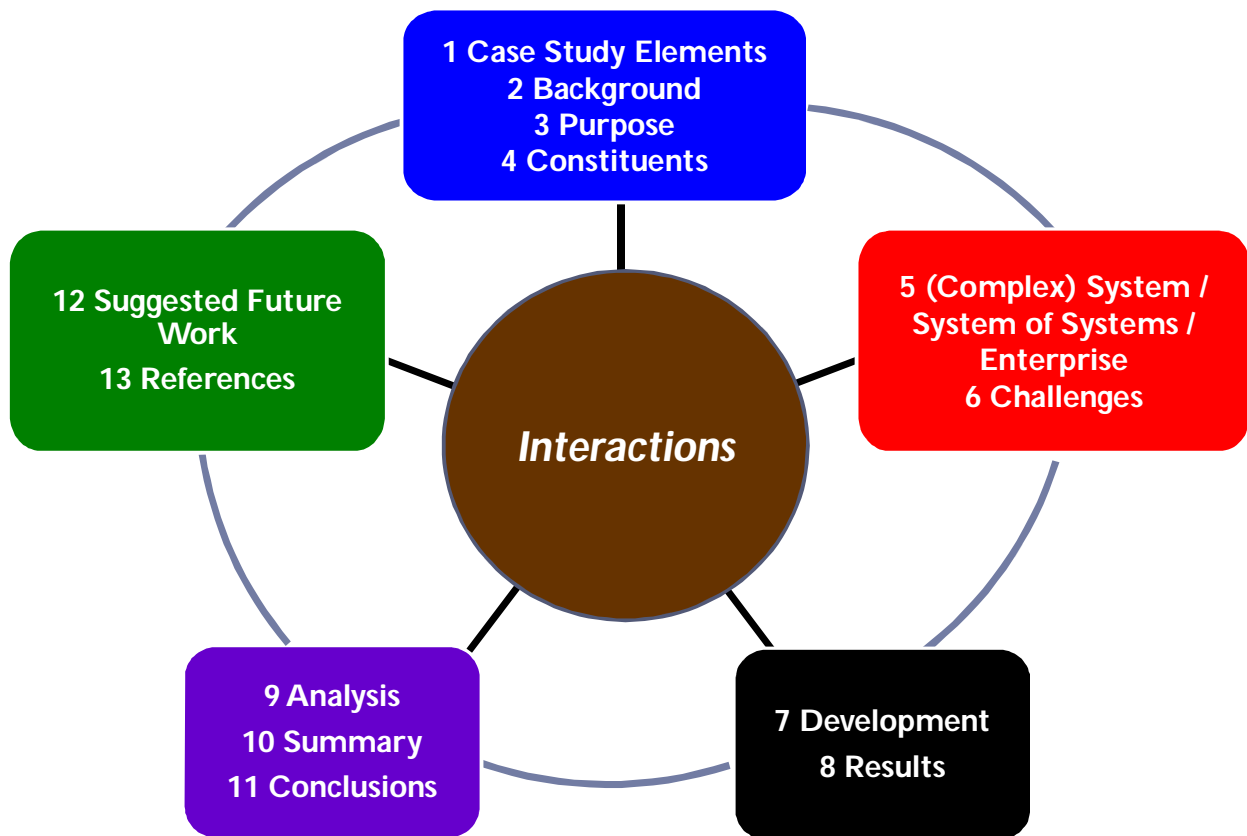 1 Case Study Elements
2 Background
3 Purpose
4 Constituents
5 (Complex) System /
System of Systems /
Enterprise
6 Challenges
7 Development
8 Results
9 Analysis
10 Summary
11 Conclusions
12 Suggested Future
Work
13 References
Interactions